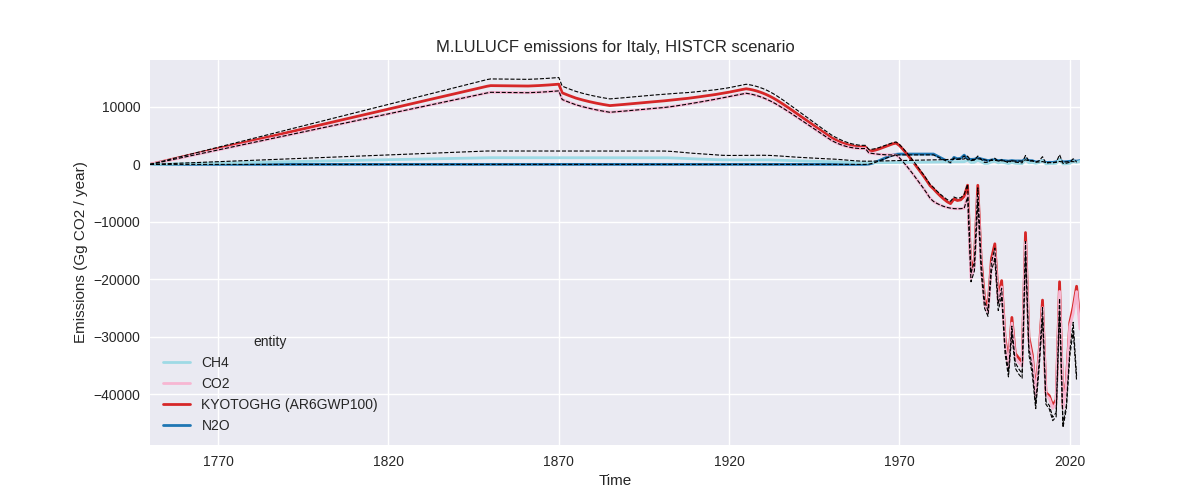 M.LULUCF emissions for Italy, HISTCR scenario
Emissions (Gg CO2 / year)
10000
0
−10000
−20000
−30000
−40000
entity
CH4
CO2
KYOTOGHG (AR6GWP100)
N2O
1770
1820
1870
1920
1970
2020
Time